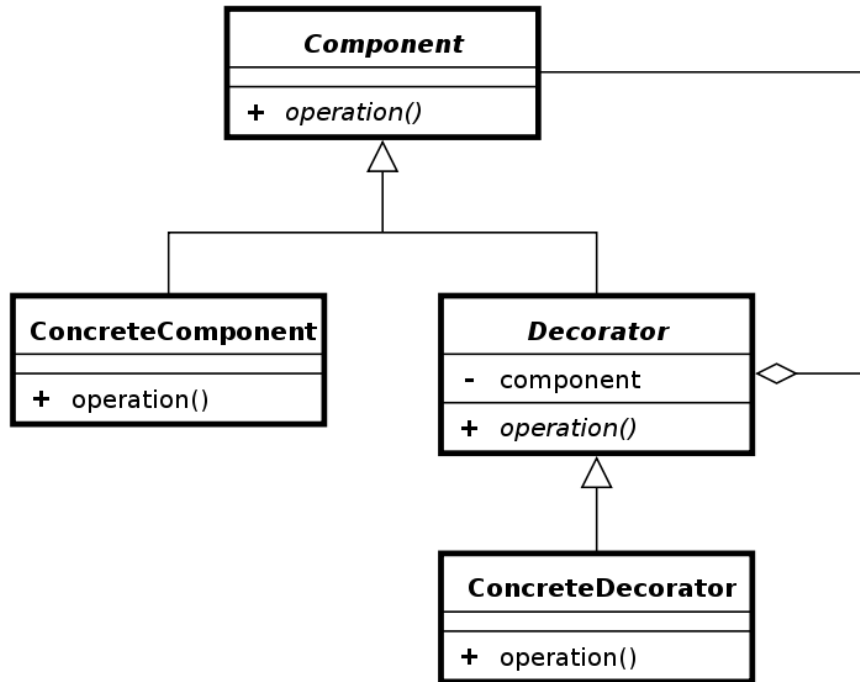 Component
+ operation()
ConcreteComponent
+ operation()
Decorator
- component
+ operation()
ConcreteDecorator
+ operation()